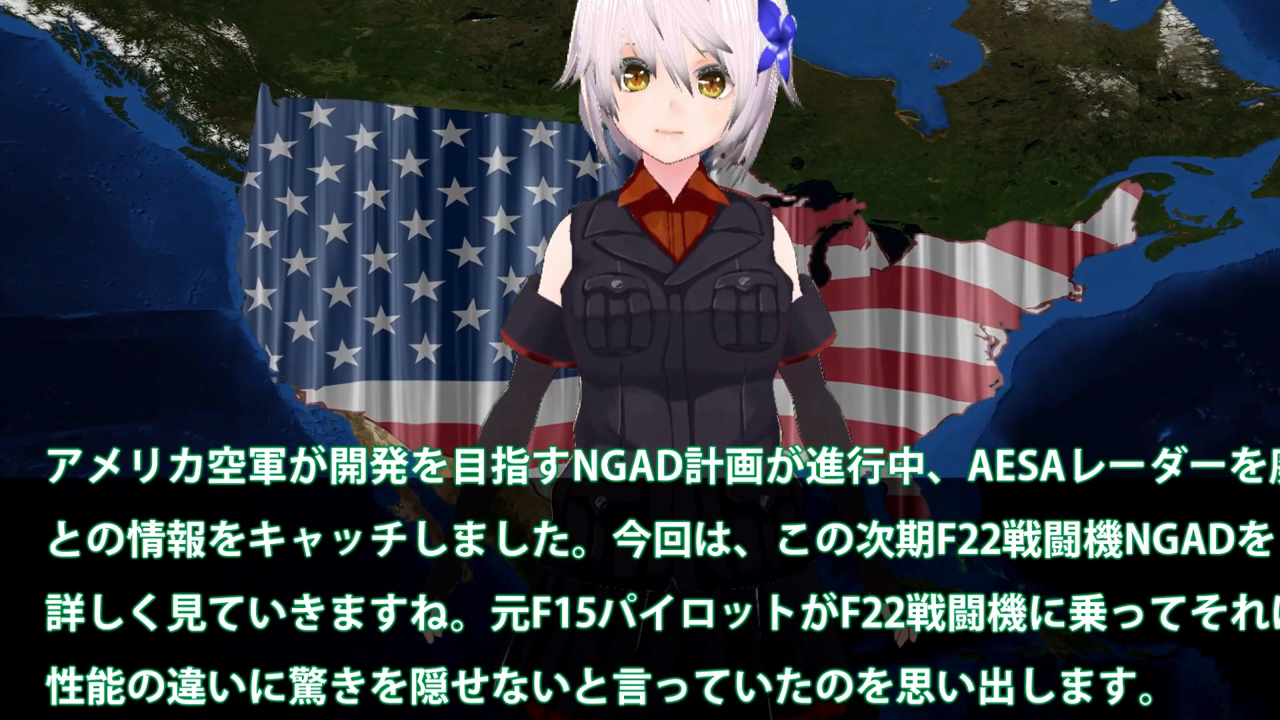 アメリカ空軍が開発を目指すNGAD計画が進行中、AESAレーダーを
との情報をキャッチしました。今回は、この次期F22戦闘機NGADを
詳しく見ていきますね。元F15パイロットがF22戦闘機に乗ってそれ
性能の違いに驚きを隠せないと言っていたのを思い出します。